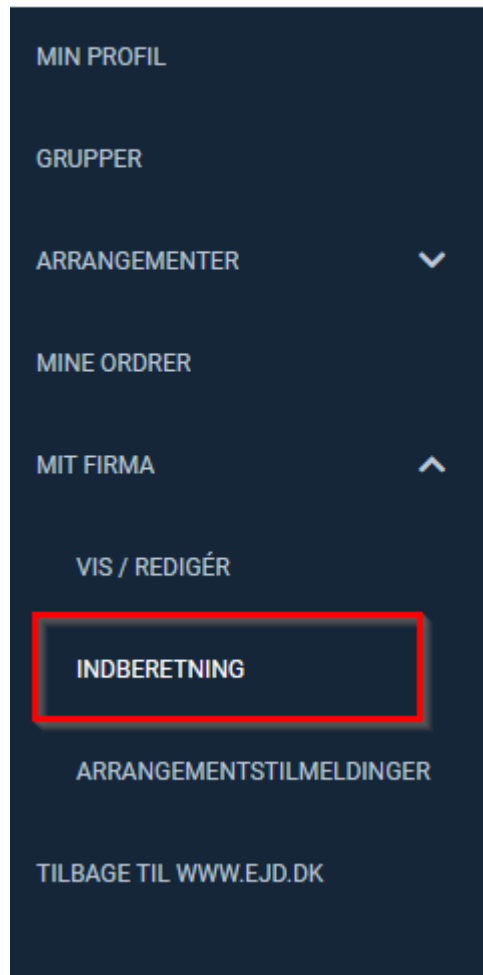 MIN PROFIL
GRUPPER
ARRANGEMENTER
MINE ORDRER
MIT FIRMA
VIS / REDIGÉR
INDBERETNING
ARRANGEMENTSTILMELDINGER
TILBAGE TIL WWW.EJD.DK